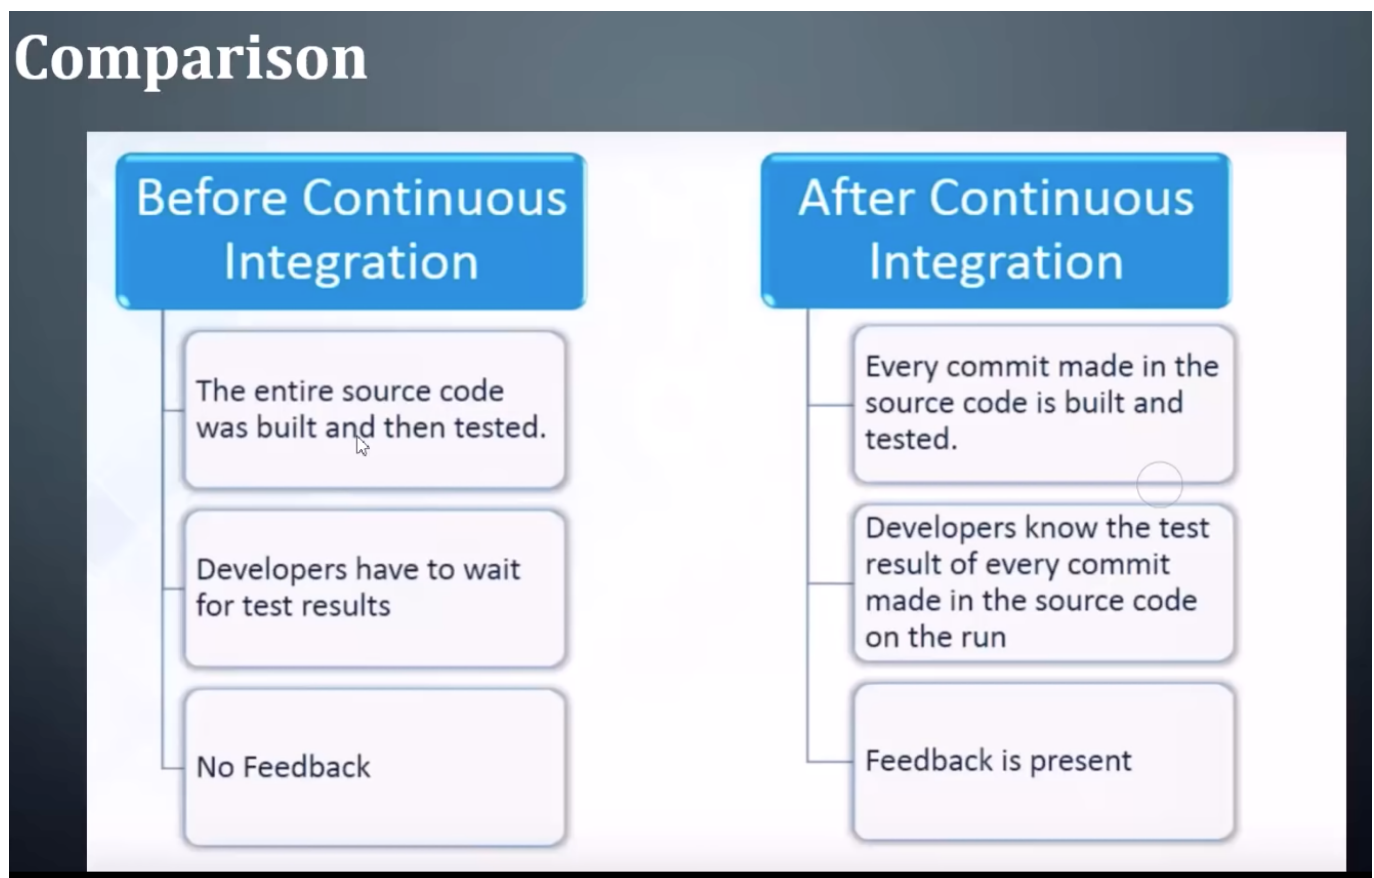 Comparison
Before Continuous
Integration
The entire source code
was built and then tested.
Developers have to wait
for test results
No Feedback
After Continuous
Integration
Every commit made in the
source code is built and
tested.
Developers know the test
result of every commit
made in the source code
on the run
Feedback is present